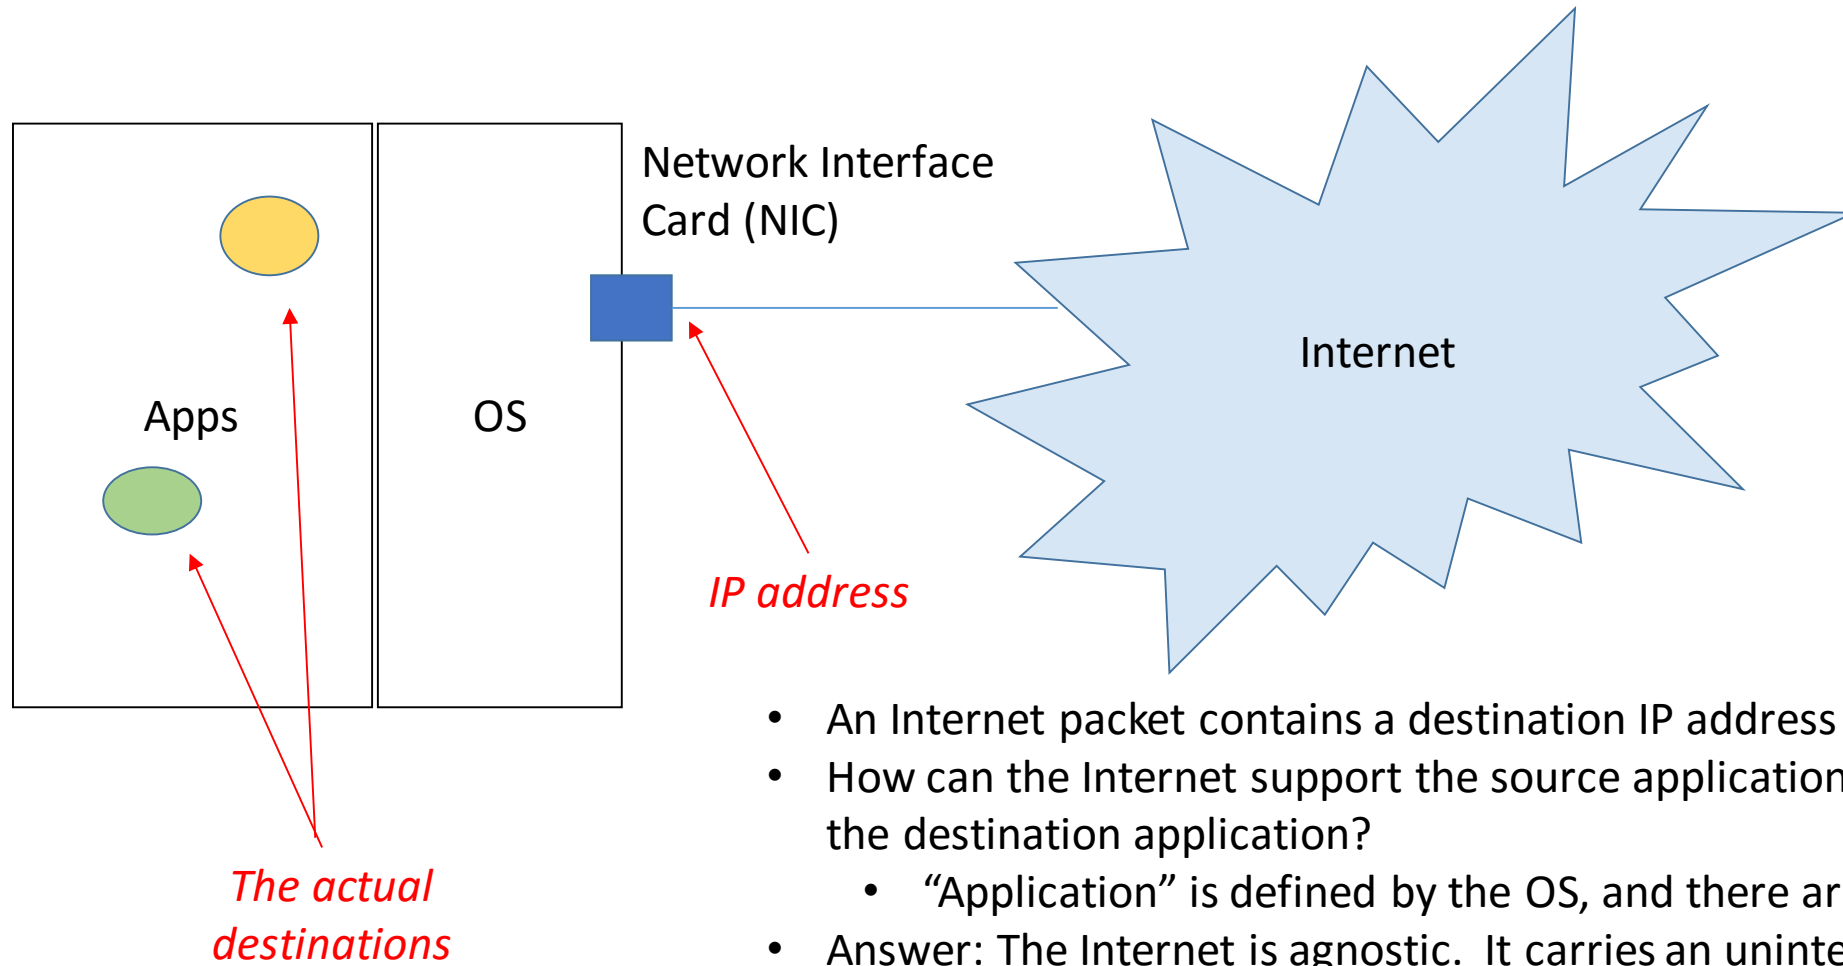 Network Interface
Card (NIC)
Internet
Apps
OS
IP address
The actual
destinations
• An Internet packet contains a destination IP address
• How can the Internet support the source application
the destination application?
• “Application” is defined by the OS, and there ar
• Answer: The Internet is agnostic. It carries an uninte